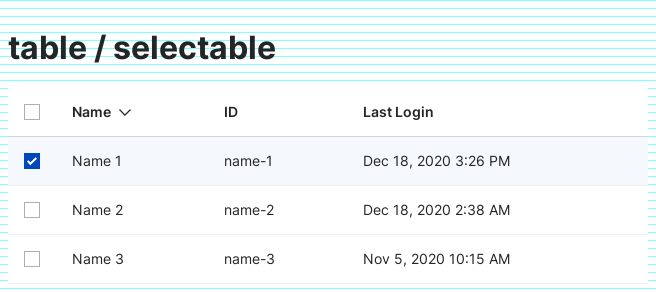 table / selectable
Name ID Last Login
Name 1 name-1 Dec 18, 2020 3:26 PM
Name 2 name-2 Dec 18, 2020 2:38 AM
Name 3 name-3 Nov 5, 2020 10:15 AM